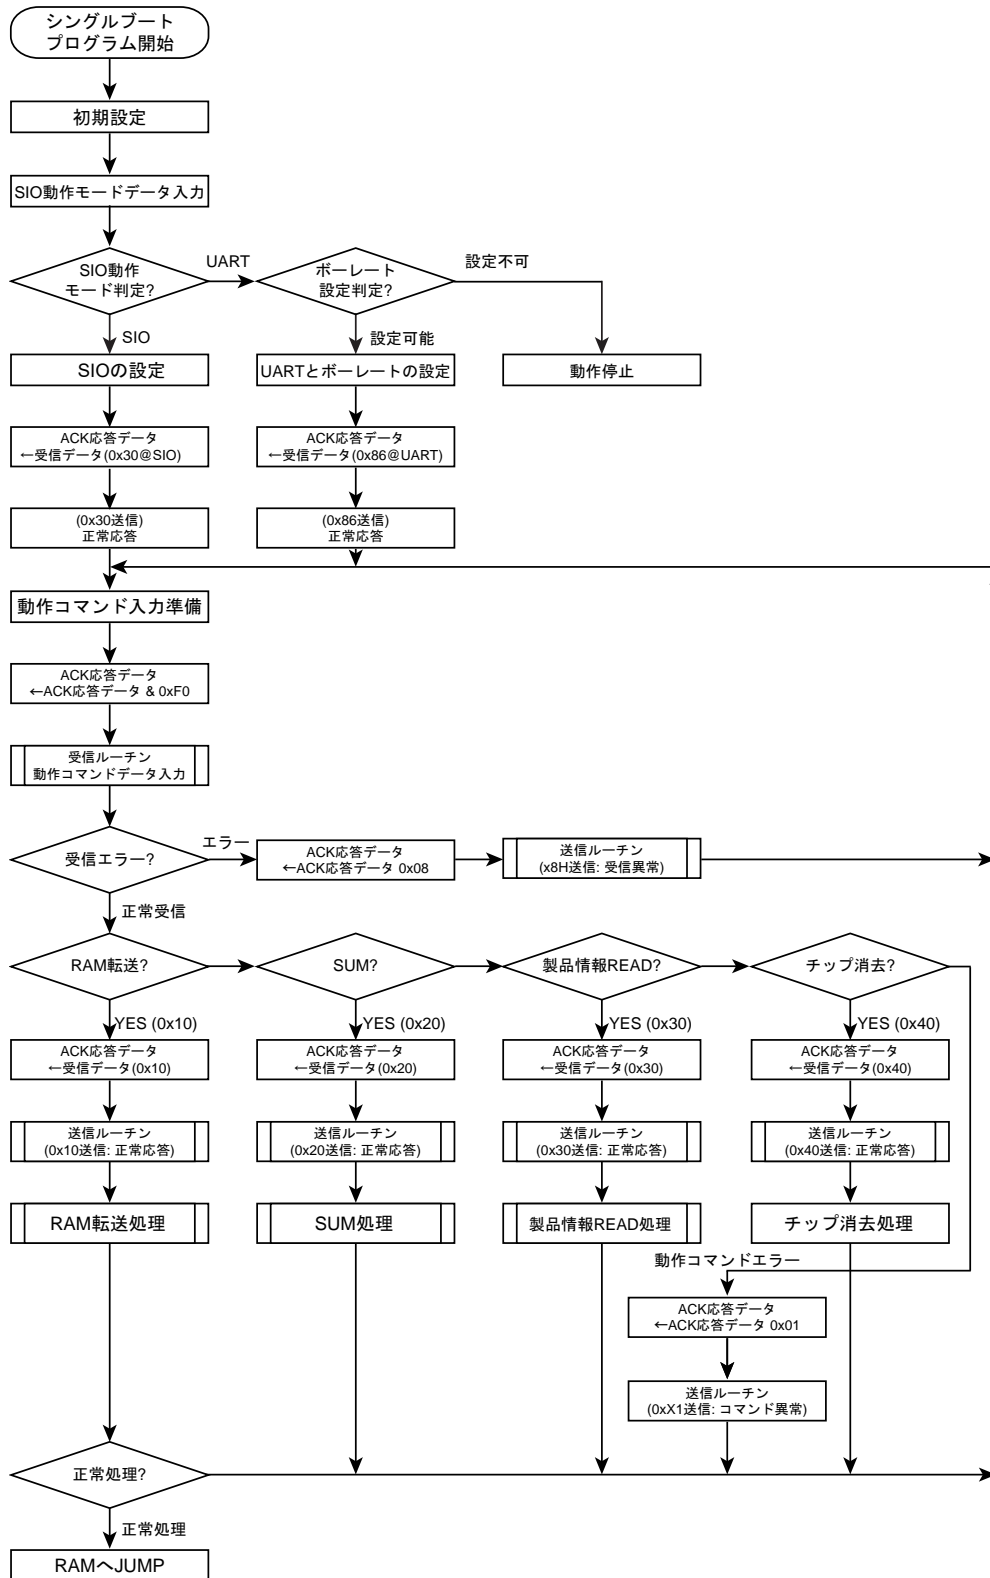 シングルブート
プログラム開始
初期設定
SIO動作モードデータ入力
SIO動作
モード判定?
UART
ボーレート
設定判定?
設定不可
SIO
設定可能
SIOの設定
UARTとボーレートの設定
動作停止
ACK応答データ
←受信データ(0x30@SIO)
ACK応答データ
←受信データ(0x86@UART)
(0x30送信)
正常応答
(0x86送信)
正常応答
動作コマンド入力準備
ACK応答データ
←ACK応答データ & 0xF0
受信ルーチン
動作コマンドデータ入力
受信エラー?
エラー
ACK応答データ
←ACK応答データ 0x08
送信ルーチン
(x8H送信: 受信異常)
正常受信
RAM転送?
SUM?
製品情報READ?
チップ消去?
YES (0x10)
YES (0x20)
YES (0x30)
YES (0x40)
ACK応答データ
←受信データ(0x10)
ACK応答データ
←受信データ(0x20)
ACK応答データ
←受信データ(0x30)
ACK応答データ
←受信データ(0x40)
送信ルーチン
(0x10送信: 正常応答)
送信ルーチン
(0x20送信: 正常応答)
送信ルーチン
(0x30送信: 正常応答)
送信ルーチン
(0x40送信: 正常応答)
RAM転送処理
SUM処理
製品情報READ処理
チップ消去処理
動作コマンドエラー
ACK応答データ
←ACK応答データ 0x01
送信ルーチン
(0xX1送信: コマンド異常)
正常処理?
正常処理
RAMへJUMP